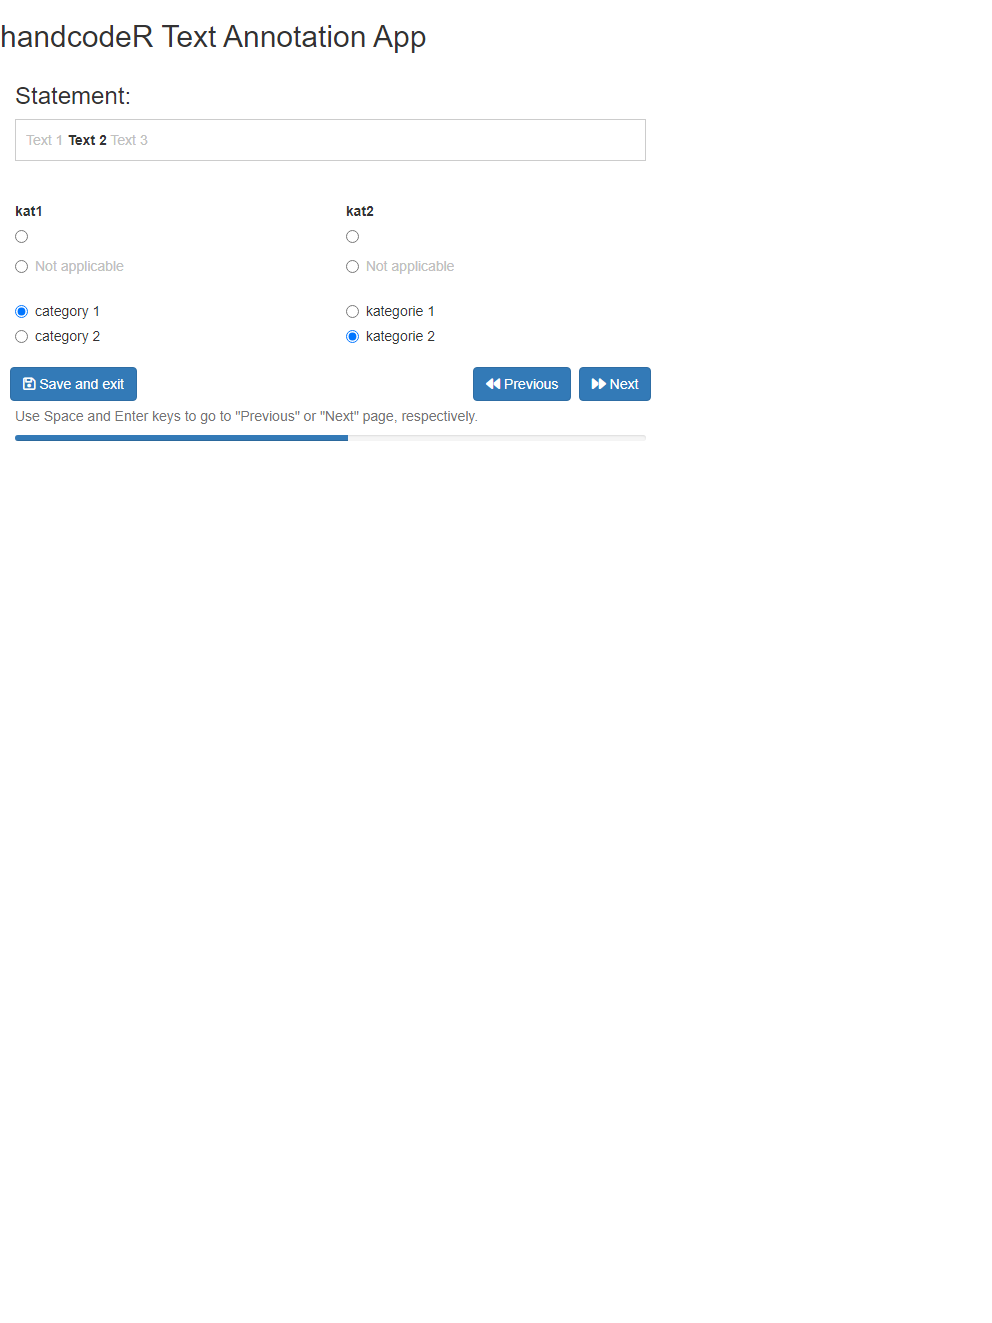 handcodeR Text Annotation App
Statement:
Text 1 Text 2 Text 3
kat1 kat2
Not applicable Not applicable
category 1 kategorie 1
category 2 kategorie 2
Save and exit Previous Next
Use Space and Enter keys to go to "Previous" or "Next" page, respectively.